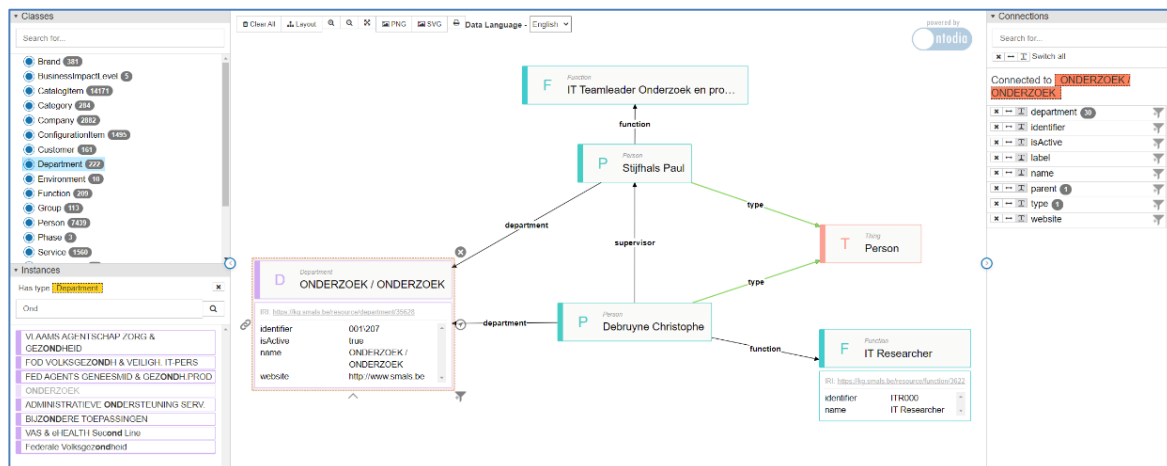 Classes
Search for...
Brand 381
BusinessImpactLevel 5
CatalogItem 14171
Category 284
Company 2882
ConfigurationItem 1495
Customer 161
Department 222
Environment 10
Function 299
Group 113
Person 7439
Phase 3
Service 1560
Instances
Has type Department
Ond
VLAAMS AGENTSCHAP ZORG &
GEZONDHEID
FOD VOLKSGEZONDH & VEILIGH. IT-PERS
FED AGENTS GENEESMID & GEZONDH.PROD
ONDERZOEK
ADMINISTRATIEVE ONDERSTEUNING SERV.
BIJZONDERE TOEPASSINGEN
VAS & eHEALTH Second Line
Federale Volksgezondheid
Clear All
Layout
PNG
SVG
Data Language - English
powered by
ntodia
F
Function
IT Teamleader Onderzoek en pro...
function
P
Person
Stijfhals Paul
department
type
supervisor
T
Thing
Person
type
D
Department
ONDERZOEK / ONDERZOEK
IRI: https://kg.smals.be/resource/department/35628
identifier 001\207
isActive true
name ONDERZOEK /
ONDERZOEK
website http://www.smals.be
department
P
Person
Debruyne Christophe
function
F
Function
IT Researcher
IRI: https://kg.smals.be/resource/function/3622
identifier ITR000
name IT Researcher
Connections
Search for...
Switch all
Connected to ONDERZOEK /
ONDERZOEK
department 30
identifier
isActive
label
name
parent 1
type 1
website